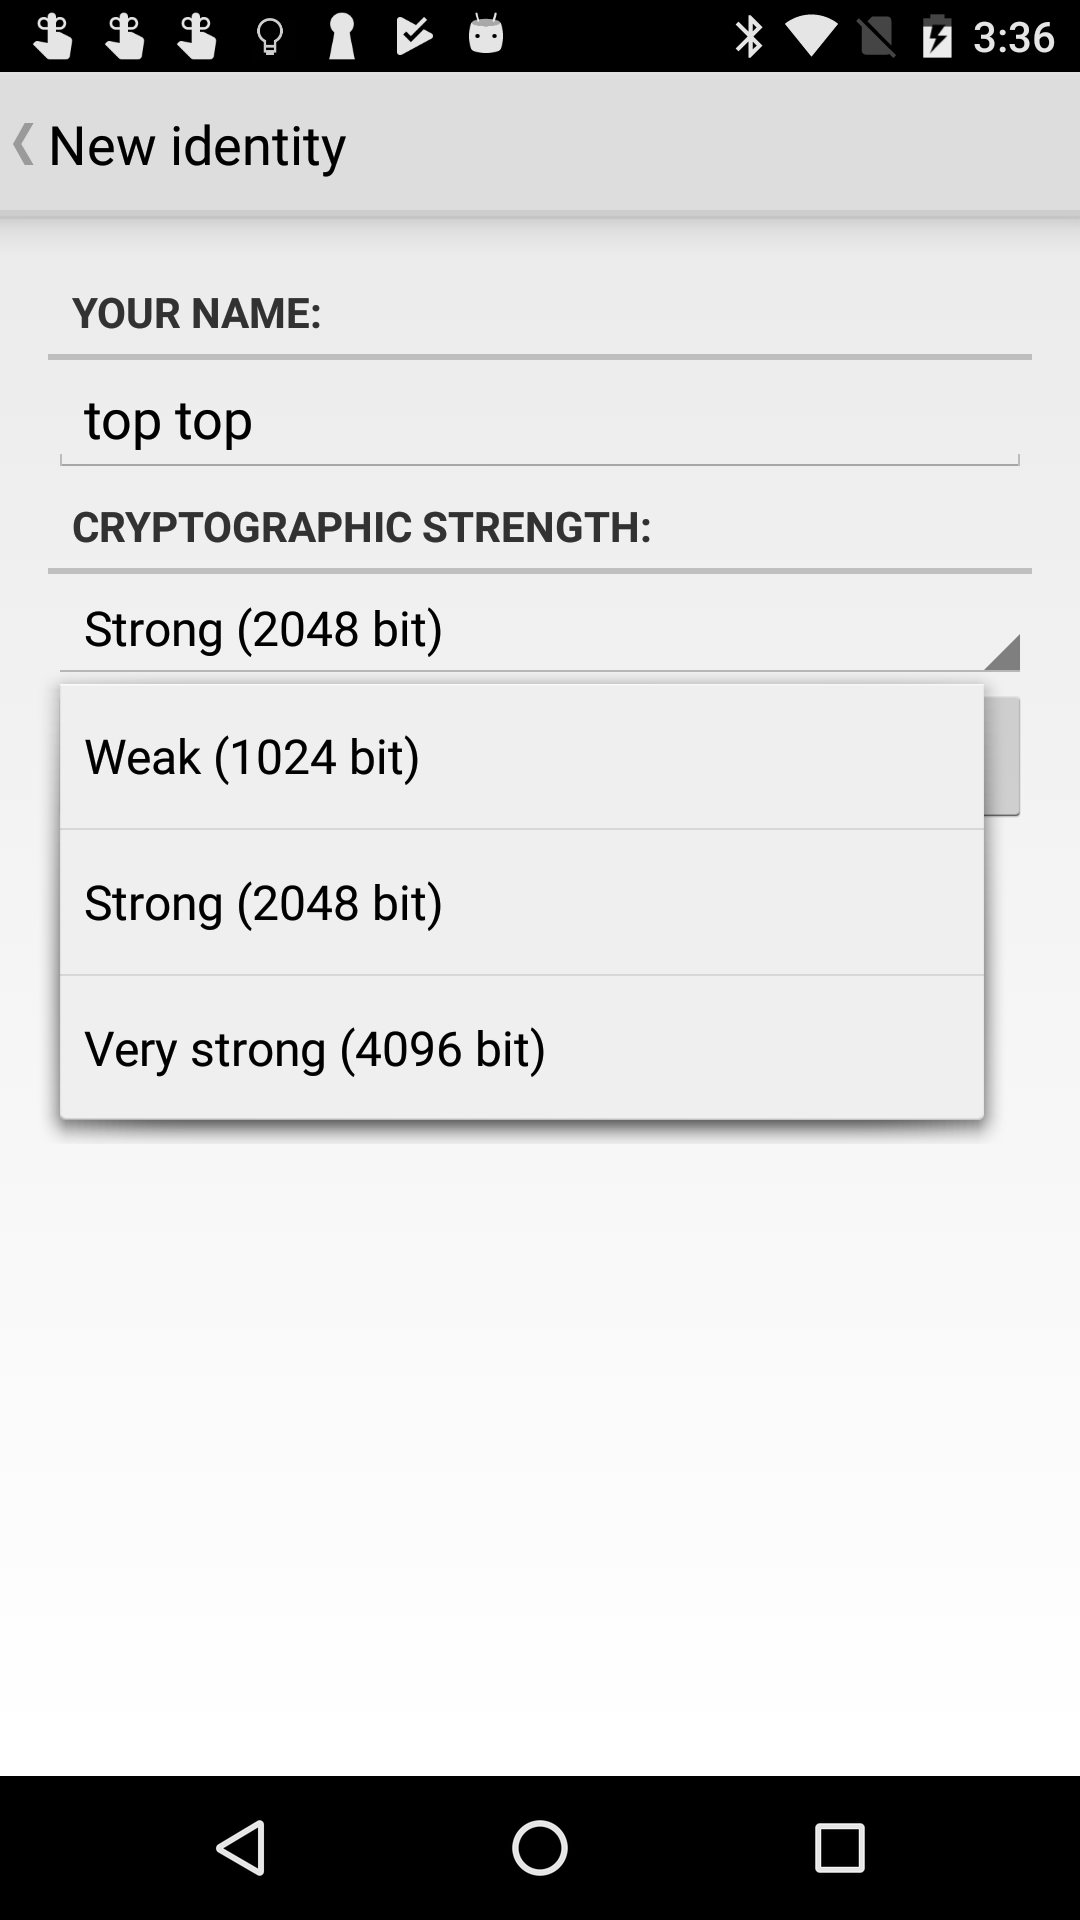 3:36
New identity
YOUR NAME:
top top
CRYPTOGRAPHIC STRENGTH:
Strong (2048 bit)
Weak (1024 bit)
Strong (2048 bit)
Very strong (4096 bit)